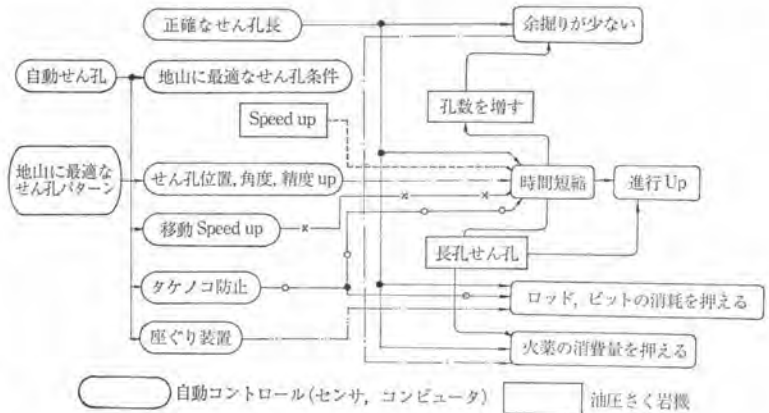 正確なせん孔長
余掘りが少ない
自動せん孔
地山に最適なせん孔条件
Speed up
孔数を増す
地山に最適な
せん孔パターン
せん孔位置,角度,精度 up
時間短縮
進行 Up
移動 Speed up
長孔せん孔
タケノコ防止
ロッド,ビットの消耗を押える
座ぐり装置
火薬の消費量を押える
自動コントロール(センサ,コンピュータ)
油圧さく岩機